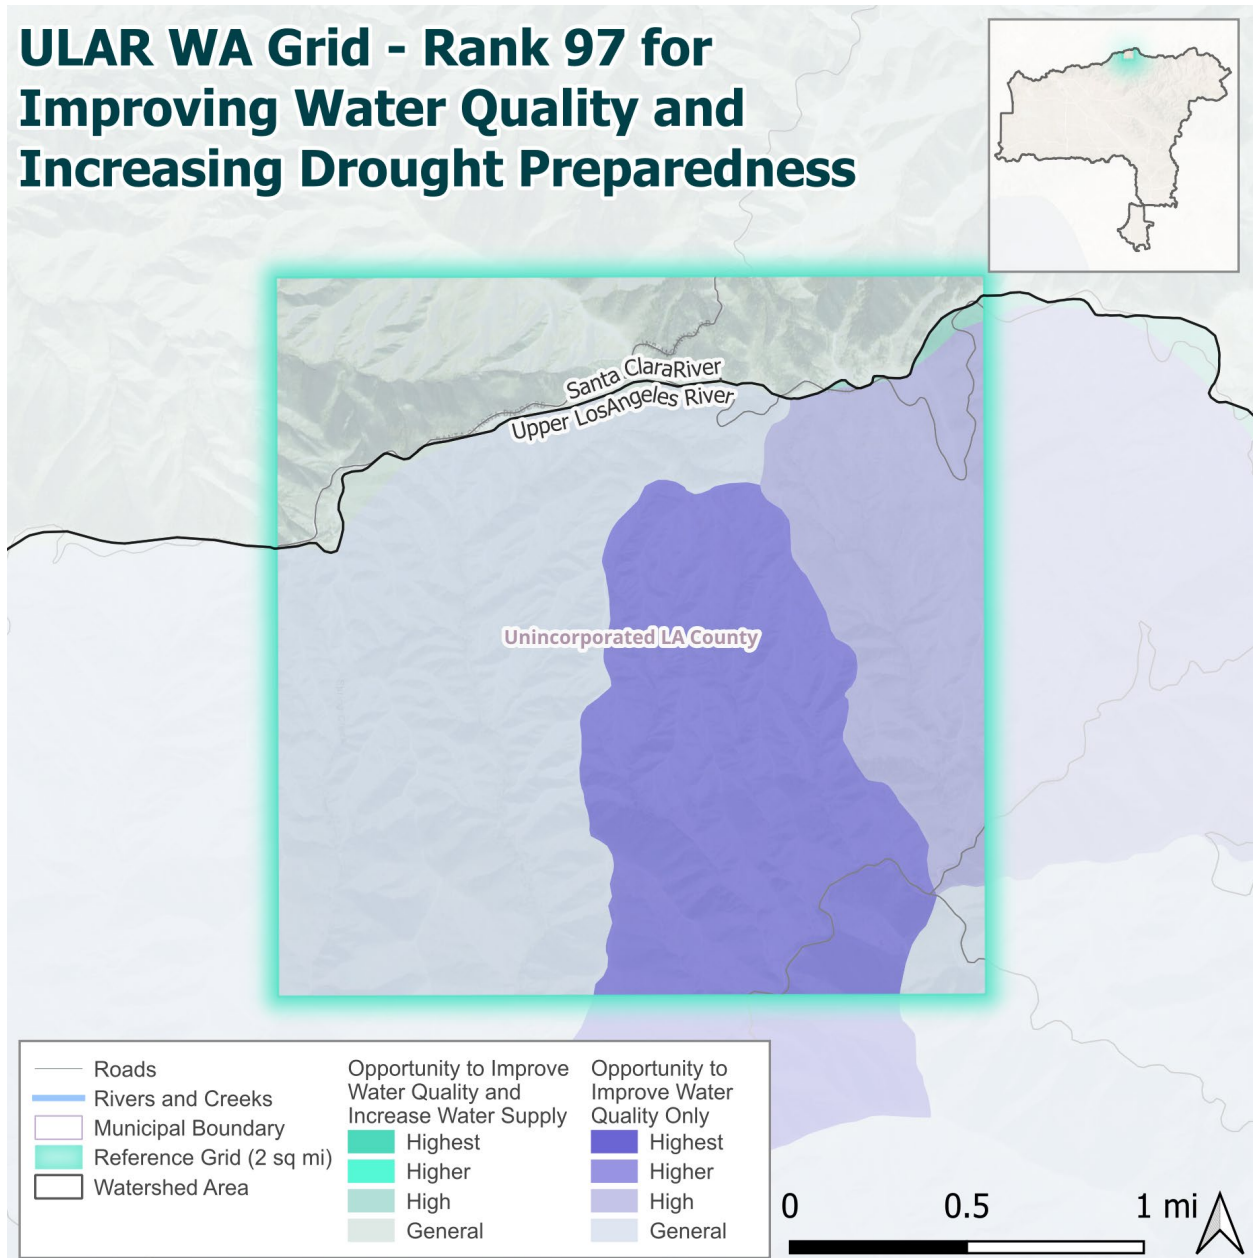 ULAR WA Grid - Rank 97 for
Improving Water Quality and
Increasing Drought Preparedness
Santa ClaraRiver
Upper LosAngeles River
Unincorporated LA County
Roads
Rivers and Creeks
Municipal Boundary
Reference Grid (2 sq mi)
Watershed Area
Opportunity to Improve
Water Quality and
Increase Water Supply
Highest
Higher
High
General
Opportunity to
Improve Water
Quality Only
Highest
Higher
High
General
0 0.5 1 mi